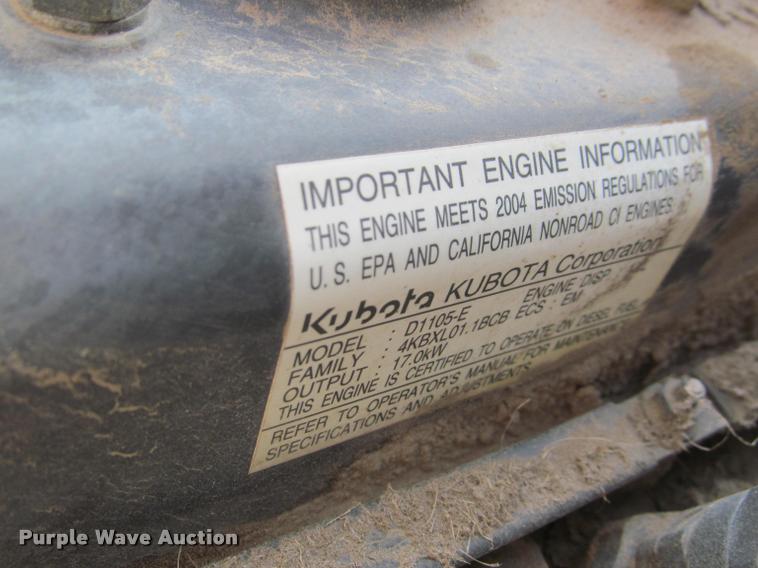 IMPORTANT ENGINE INFORMATION
THIS ENGINE MEETS 2004 EMISSION REGULATIONS FOR
U. S. EPA AND CALIFORNIA NONROAD CI ENGINES.
Kubota KUBOTA Corporation
MODEL : D1105-E ENGINE DISP
FAMILY : 4KBXL01.1BCB ECS : EM
OUTPUT : 17.0kW
THIS ENGINE IS CERTIFIED TO OPERATE ON DIESEL FUEL.
REFER TO OPERATOR'S MANUAL FOR MAINTENANCE
SPECIFICATIONS AND ADJUSTMENTS.
Purple Wave Auction